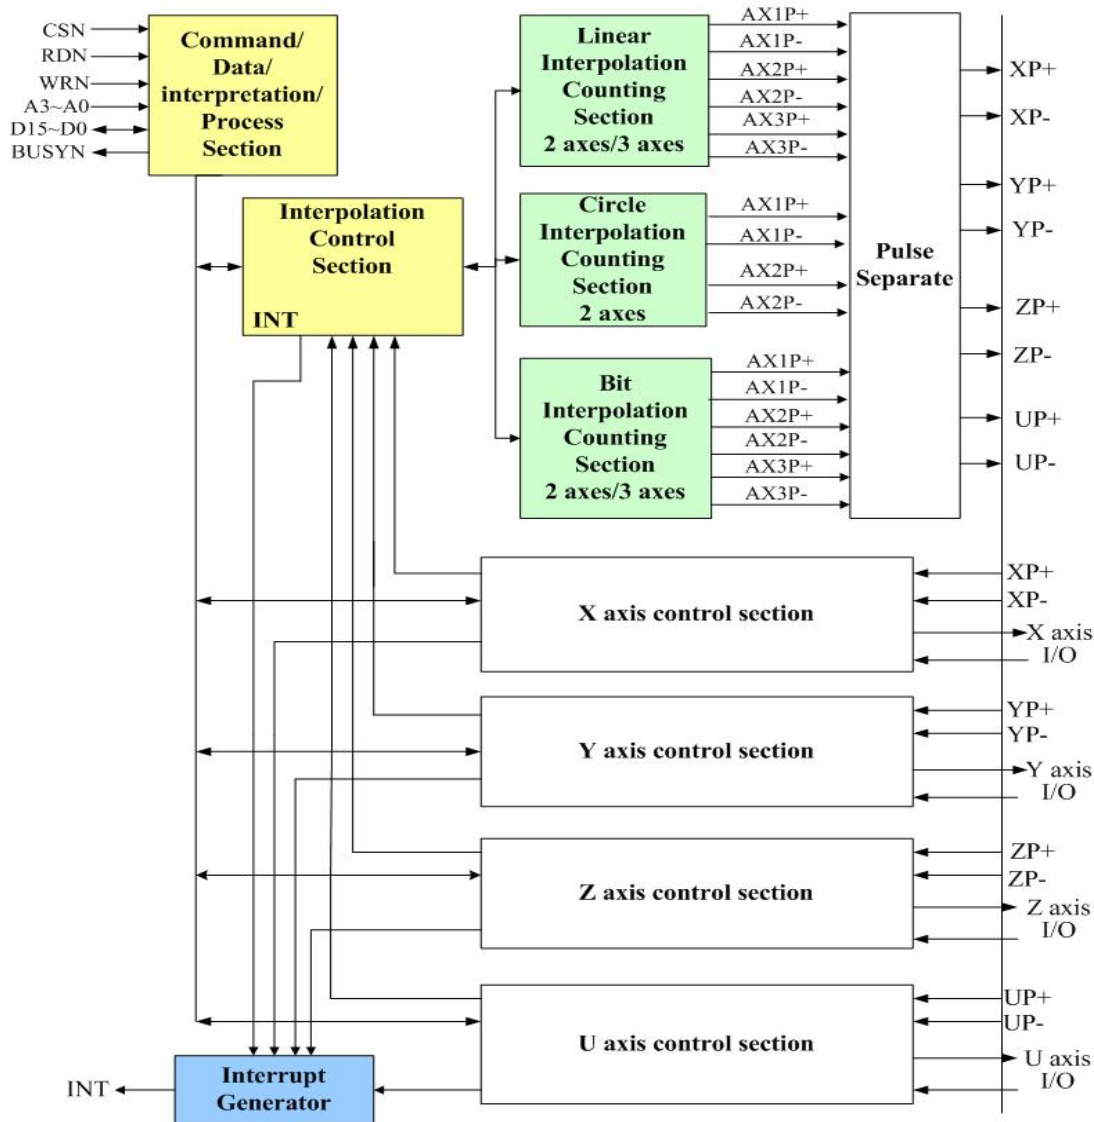 CSN
RDN
WRN
A3~A0
D15~D0
BUSYN
Command/
Data/
interpretation/
Process
Section
Interpolation
Control
Section
INT
Linear
Interpolation
Counting
Section
2 axes/3 axes
AX1P+
AX1P-
AX2P+
AX2P-
AX3P+
AX3P-
Circle
Interpolation
Counting
Section
2 axes
AX1P+
AX1P-
AX2P+
AX2P-
Bit
Interpolation
Counting
Section
2 axes/3 axes
AX1P+
AX1P-
AX2P+
AX2P-
AX3P+
AX3P-
Pulse
Separate
XP+
XP-
YP+
YP-
ZP+
ZP-
UP+
UP-
X axis control section
XP+
XP-
X axis
I/O
Y axis control section
YP+
YP-
Y axis
I/O
Z axis control section
ZP+
ZP-
Z axis
I/O
U axis control section
UP+
UP-
U axis
I/O
INT
Interrupt
Generator